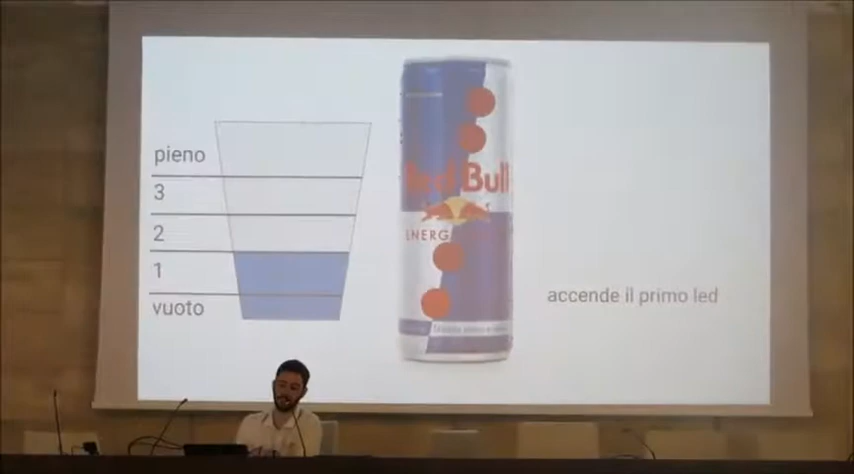 pieno
3
2
1
vuoto
Red Bull
ENERG
accende il primo led